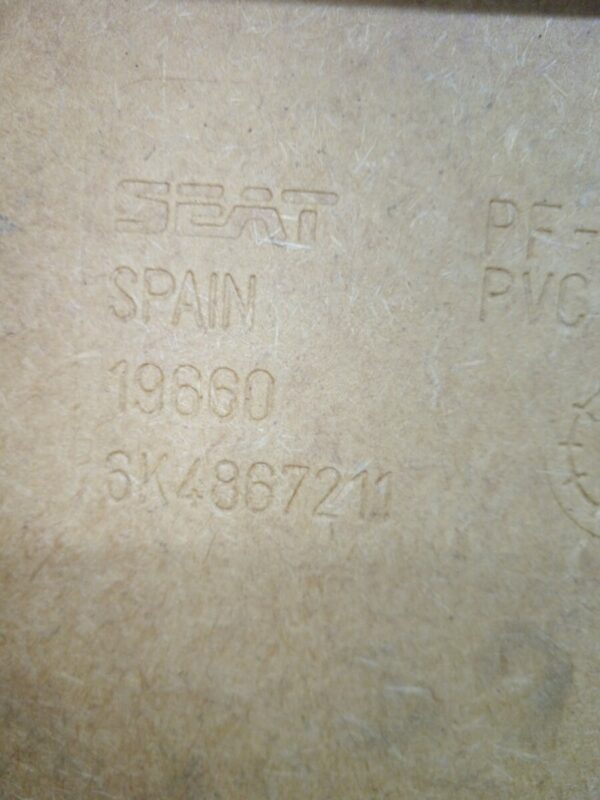 SEAT
SPAIN
19660
6K4867211
PF-
PVC-